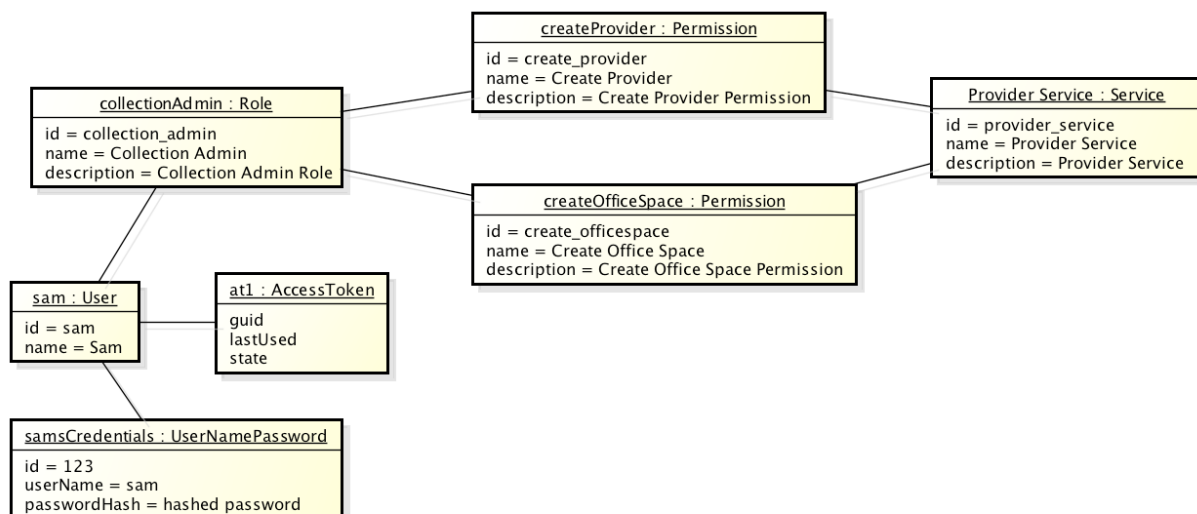 createProvider : Permission
id = create_provider
name = Create Provider
description = Create Provider Permission
collectionAdmin : Role
id = collection_admin
name = Collection Admin
description = Collection Admin Role
Provider Service : Service
id = provider_service
name = Provider Service
description = Provider Service
createOfficeSpace : Permission
id = create_officespace
name = Create Office Space
description = Create Office Space Permission
sam : User
id = sam
name = Sam
at1 : AccessToken
guid
lastUsed
state
samsCredentials : UserNamePassword
id = 123
userName = sam
passwordHash = hashed password